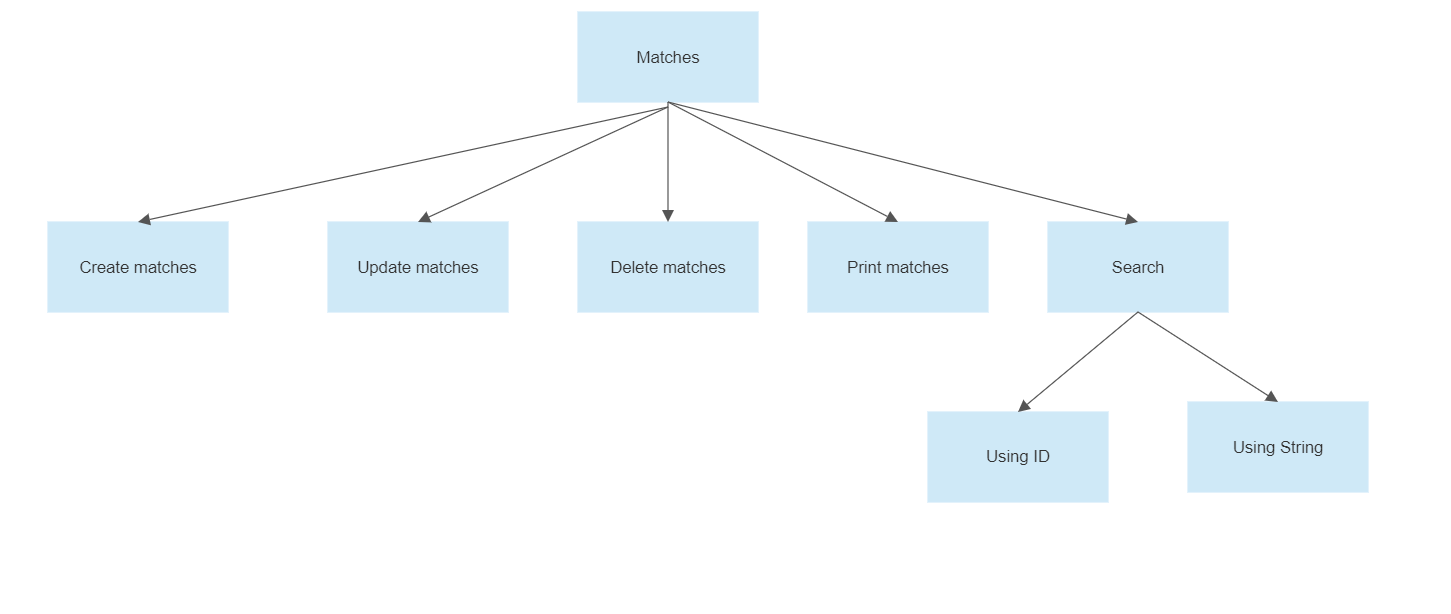 Matches
Create matches
Update matches
Delete matches
Print matches
Search
Using ID
Using String